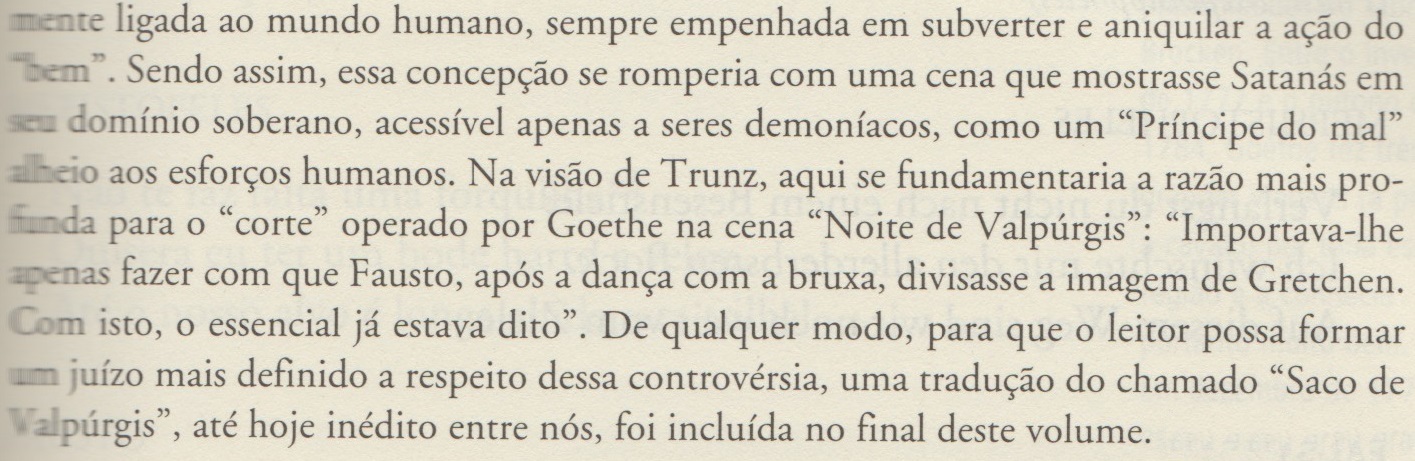 mente ligada ao mundo humano, sempre empenhada em subverter e aniquilar a ação do
“bem”. Sendo assim, essa concepção se romperia com uma cena que mostrasse Satanás em
seu domínio soberano, acessível apenas a seres demoníacos, como um “Príncipe do mal”
alheio aos esforços humanos. Na visão de Trunz, aqui se fundamentaria a razão mais pro-
funda para o “corte” operado por Goethe na cena “Noite de Valpúrgis”: “Importava-lhe
apenas fazer com que Fausto, após a dança com a bruxa, divisasse a imagem de Gretchen.
Com isto, o essencial já estava dito”. De qualquer modo, para que o leitor possa formar
um juízo mais definido a respeito dessa controvérsia, uma tradução do chamado “Saco de
Valpúrgis”, até hoje inédito entre nós, foi incluída no final deste volume.